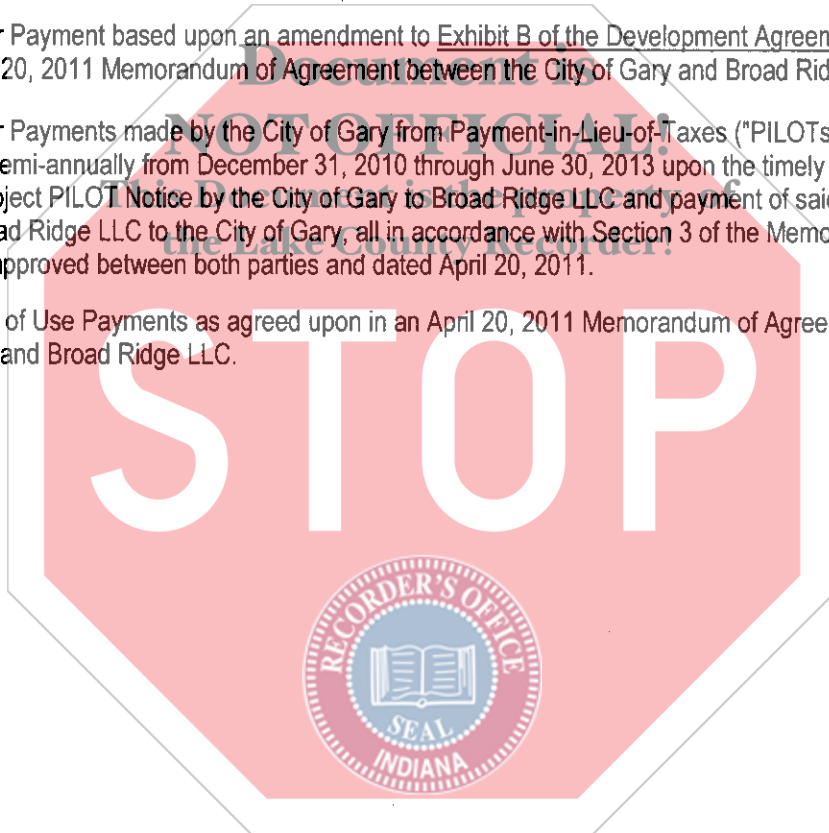 r Payment based upon an amendment to Exhibit B of the Development Agreen
20, 2011 Memorandum of Agreement between the City of Gary and Broad Rid
Document is
r Payments made by the City of Gary from Payment-in-Lieu-of-Taxes ("PILOTs
NOT OFFICIAL!
emi-annually from December 31, 2010 through June 30, 2013 upon the timely
oject PILOT Notice by the City of Gary to Broad Ridge LLC and payment of said
This Document is the property of
ad Ridge LLC to the City of Gary, all in accordance with Section 3 of the Memo
the Lake County Recorder!
pproved between both parties and dated April 20, 2011.
of Use Payments as agreed upon in an April 20, 2011 Memorandum of Agree
and Broad Ridge LLC.
STOP
RECORDER'S OFFICE
SEAL
INDIANA